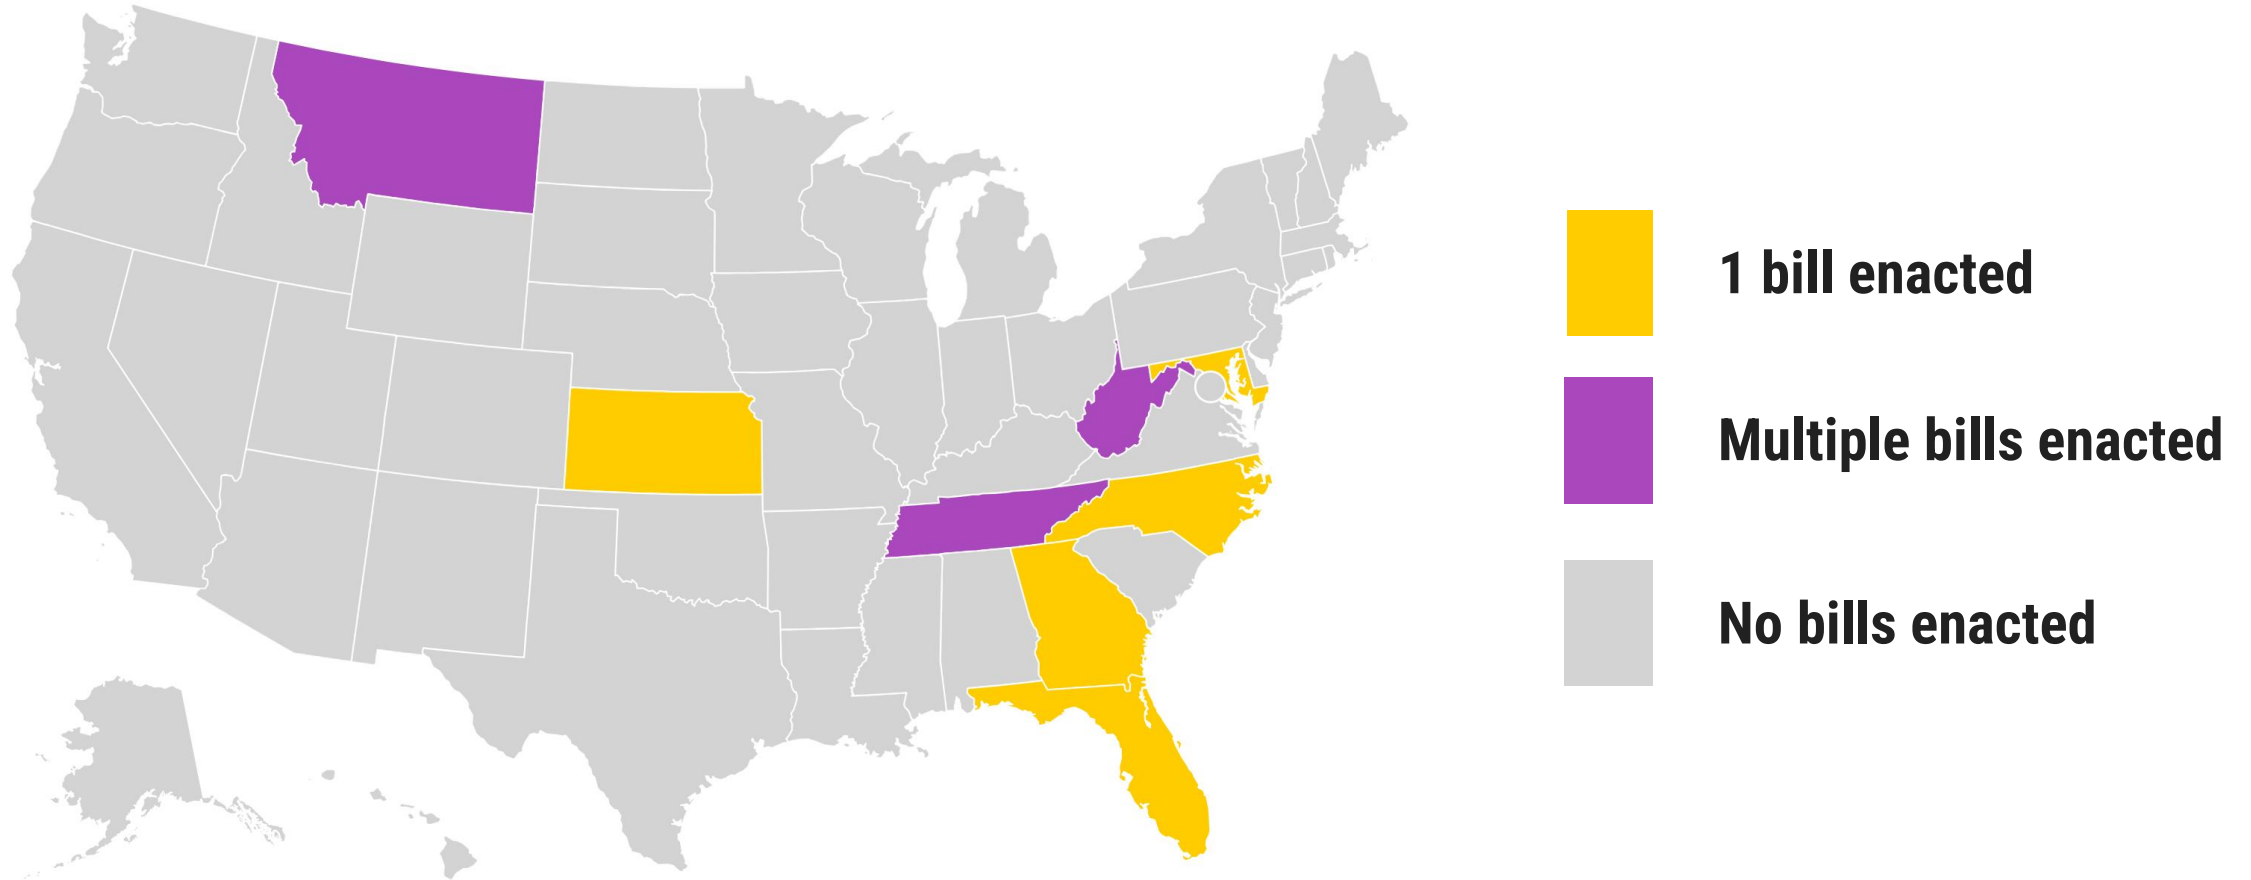 1 bill enacted
Multiple bills enacted
No bills enacted